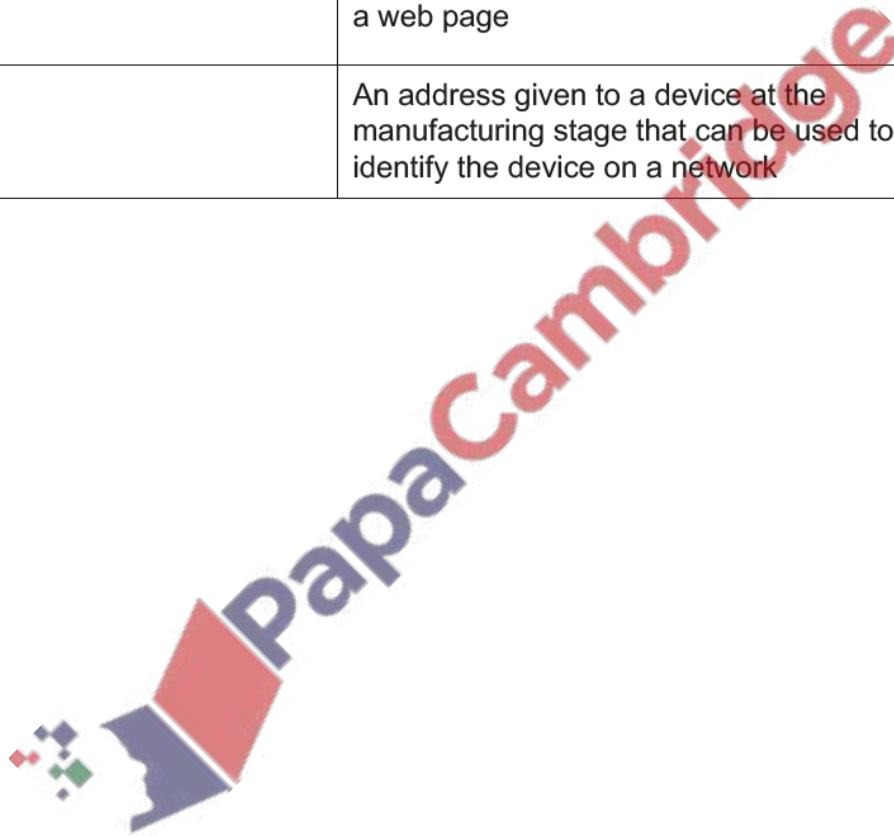 a web page
An address given to a device at the
manufacturing stage that can be used to
identify the device on a network
PapaCambridge